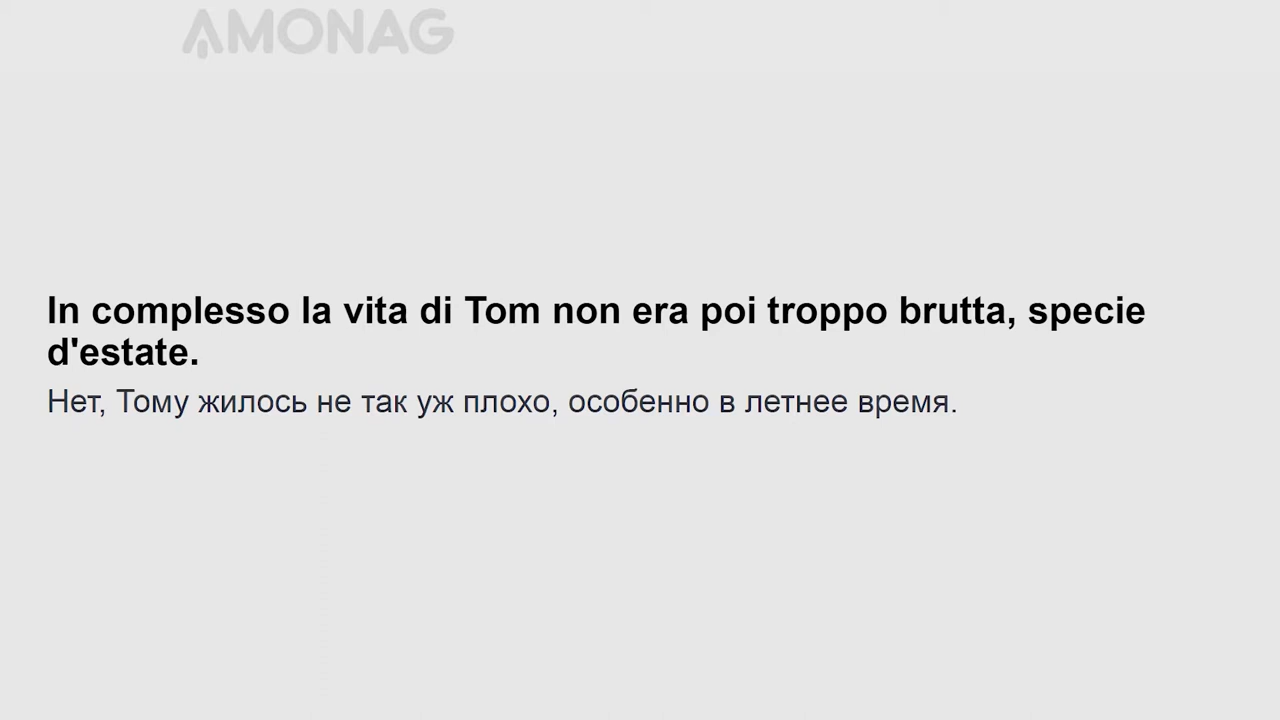 AMONAG
In complesso la vita di Tom non era poi troppo brutta, specie
d'estate.
Нет, Тому жилось не так уж плохо, особенно в летнее время.